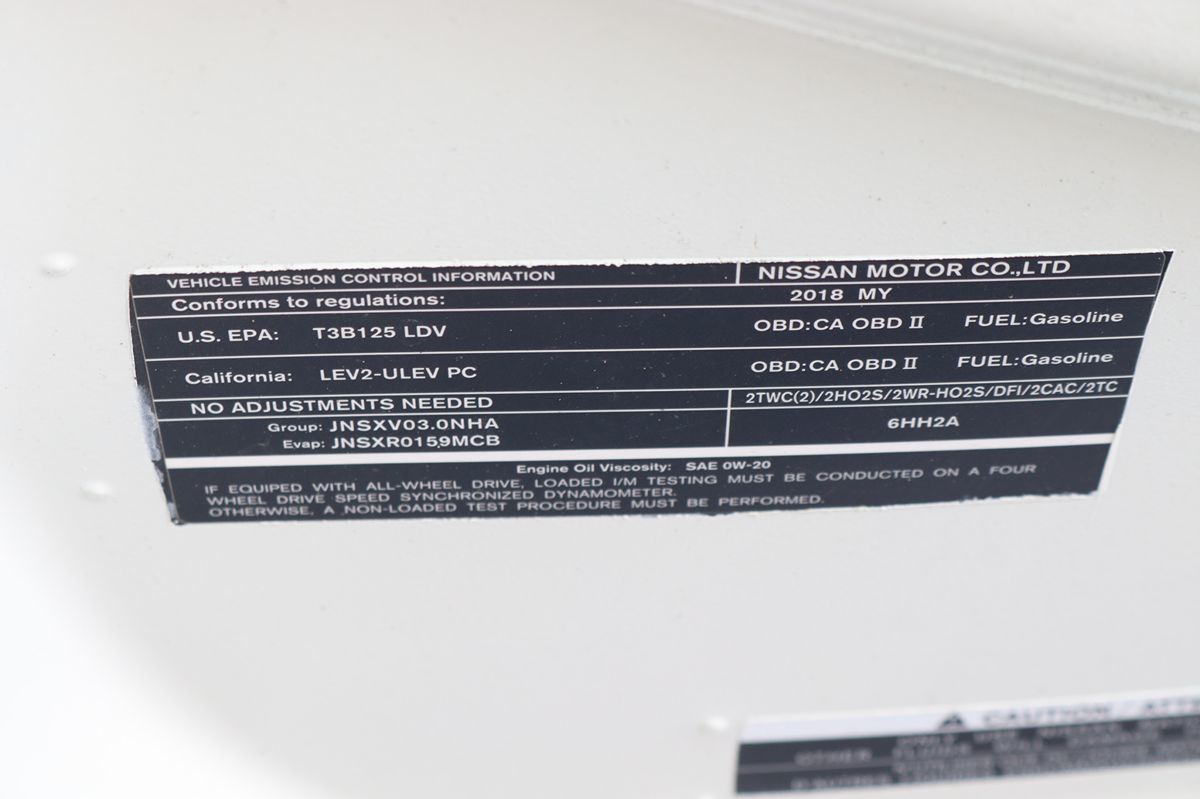 VEHICLE EMISSION CONTROL INFORMATION
NISSAN MOTOR CO.,LTD
Conforms to regulations:
2018 MY
U.S. EPA: T3B125 LDV OBD:CA OBD II FUEL:Gasoline
California: LEV2-ULEV PC OBD:CA OBD II FUEL:Gasoline
NO ADJUSTMENTS NEEDED
2TWC(2)/2HO2S/2WR-HO2S/DFI/2CAC/2TC
Group: JNSXV03.0NHA
Evap: JNSXR0159MCB
6HH2A
Engine Oil Viscosity: SAE 0W-20
IF EQUIPED WITH ALL-WHEEL DRIVE, LOADED I/M TESTING MUST BE CONDUCTED ON A FOUR
WHEEL DRIVE SPEED SYNCHRONIZED DYNAMOMETER.
OTHERWISE, A NON-LOADED TEST PROCEDURE MUST BE PERFORMED.
CAUTION